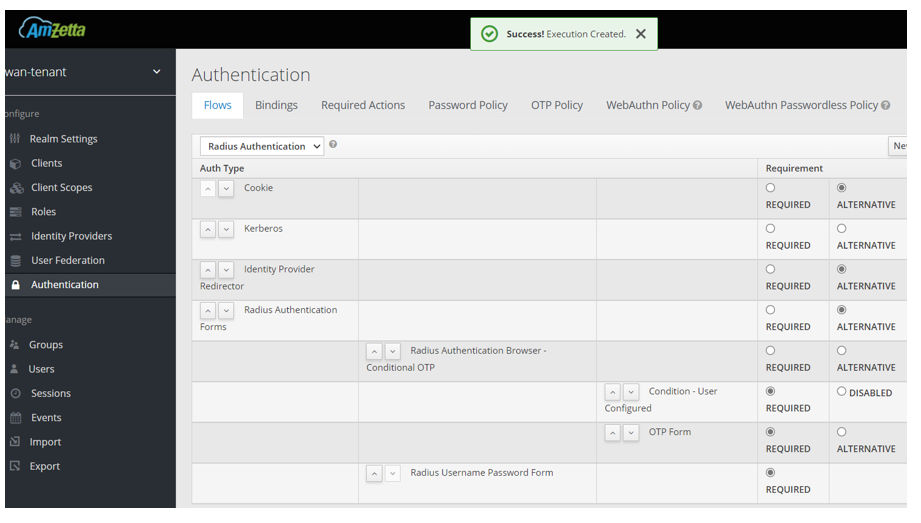 AmZetta
Success! Execution Created.
wan-tenant
Authentication
Flows Bindings Required Actions Password Policy OTP Policy WebAuthn Policy WebAuthn Passwordless Policy
onfigure
Realm Settings
Clients
Client Scopes
Roles
Identity Providers
User Federation
Authentication
anage
Groups
Users
Sessions
Events
Import
Export
Radius Authentication
Ne
Auth Type Requirement
Cookie
REQUIRED ALTERNATIVE
Kerberos
REQUIRED ALTERNATIVE
Identity Provider
Redirector REQUIRED ALTERNATIVE
Radius Authentication
Forms REQUIRED ALTERNATIVE
Radius Authentication Browser -
Conditional OTP REQUIRED ALTERNATIVE
Condition - User DISABLED
Configured REQUIRED
OTP Form
REQUIRED ALTERNATIVE
Radius Username Password Form
REQUIRED